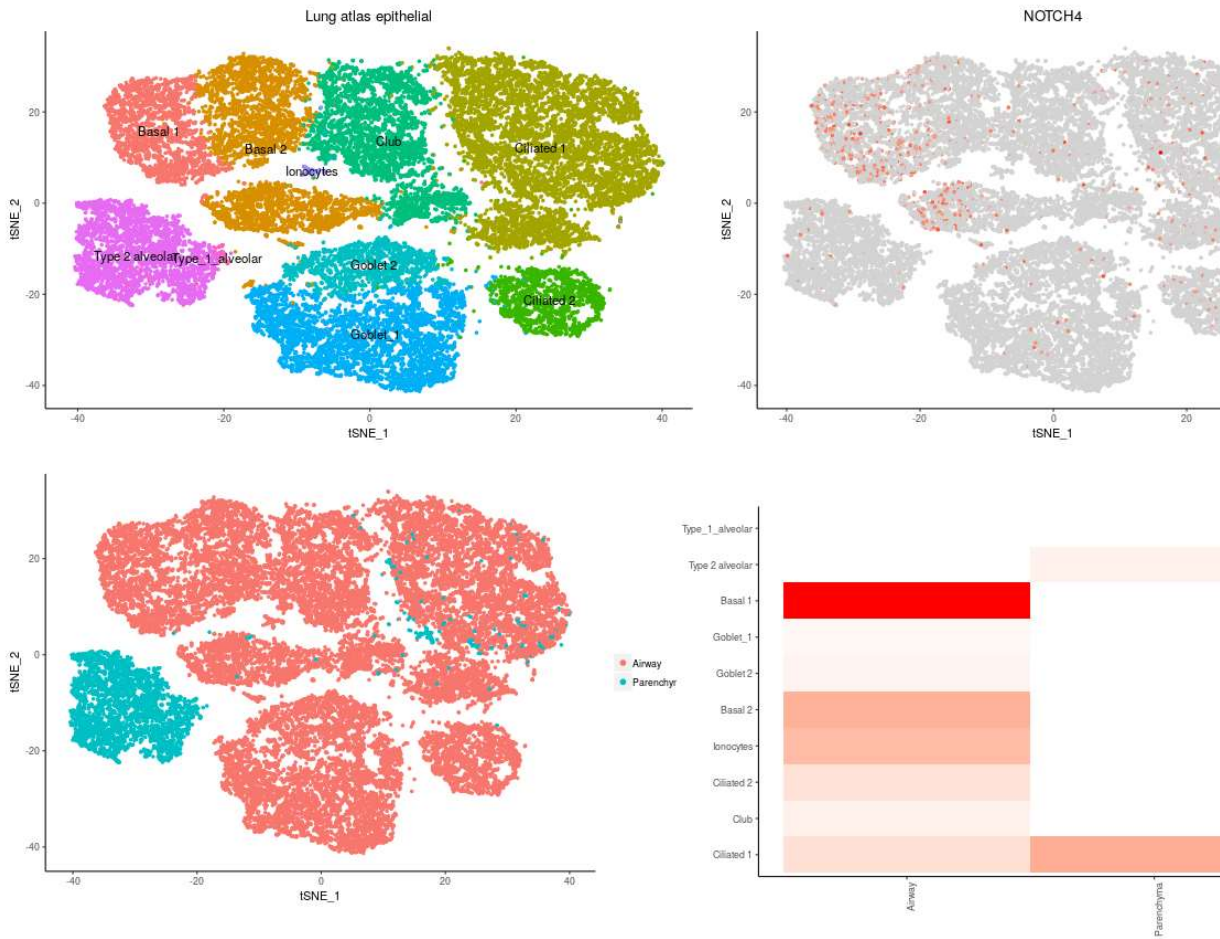 Lung atlas epithelial
NOTCH4
20
0
-20
-40
tSNE_2
Basal 1
Basal 2
Club
Ciliated 1
Ionocytes
Type 2 alveolar
Type_1_alveolar
Goblet 2
Ciliated 2
Goblet_1
-40
-20
0
20
40
tSNE_1
20
0
-20
-40
tSNE_2
-40
-20
0
20
tSNE_1
20
0
-20
-40
tSNE_2
-40
-20
0
20
40
tSNE_1
Airway
Parenchyr
Type_1_alveolar
Type 2 alveolar
Basal 1
Goblet_1
Goblet 2
Basal 2
Ionocytes
Ciliated 2
Club
Ciliated 1
Airway
Parenchyma